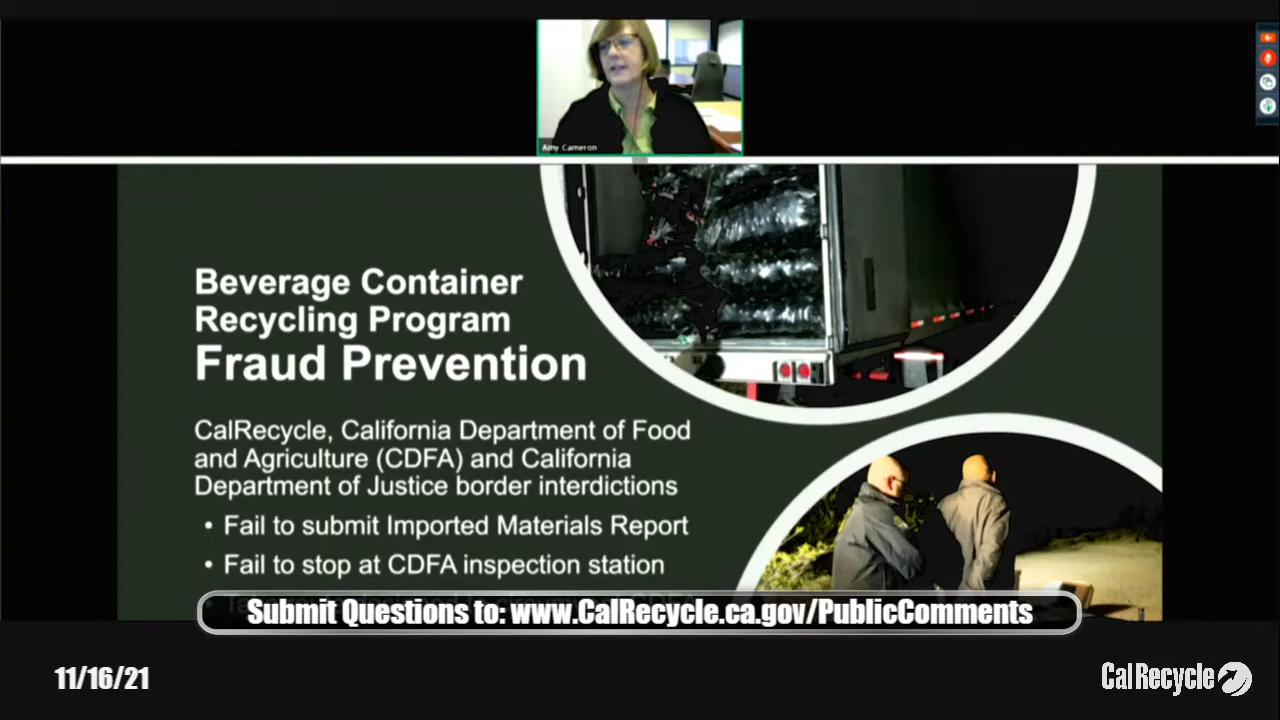 Amy Cameron
Beverage Container
Recycling Program
Fraud Prevention
CalRecycle, California Department of Food
and Agriculture (CDFA) and California
Department of Justice border interdictions
• Fail to submit Imported Materials Report
• Fail to stop at CDFA inspection station
Submit Questions to: www.CalRecycle.ca.gov/PublicComments
11/16/21
CalRecycle